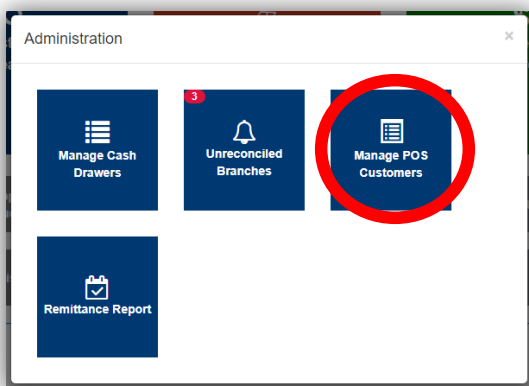 Administration
×
Manage Cash
Drawers
3
Unreconciled
Branches
Manage POS
Customers
Remittance Report